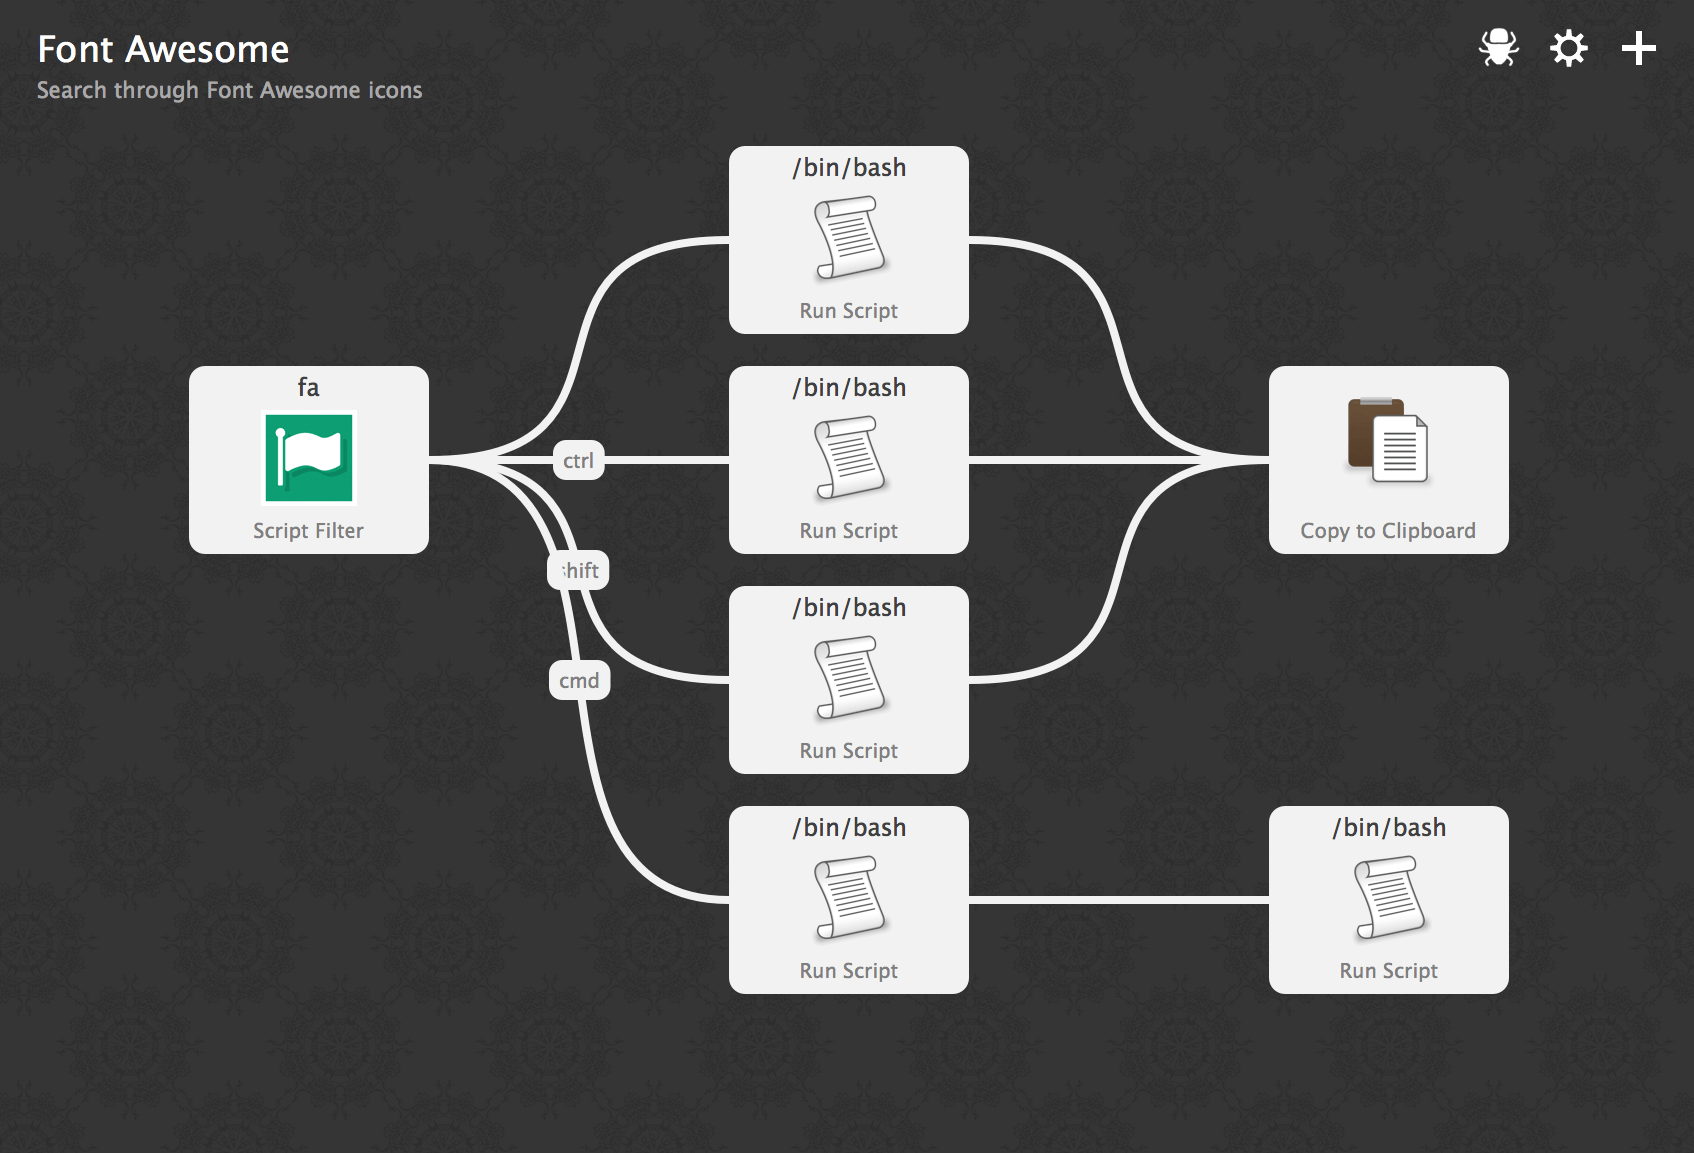 Font Awesome
Search through Font Awesome icons
/bin/bash
Run Script
fa
Script Filter
ctrl
/bin/bash
Run Script
Copy to Clipboard
shift
/bin/bash
Run Script
cmd
/bin/bash
Run Script
/bin/bash
Run Script